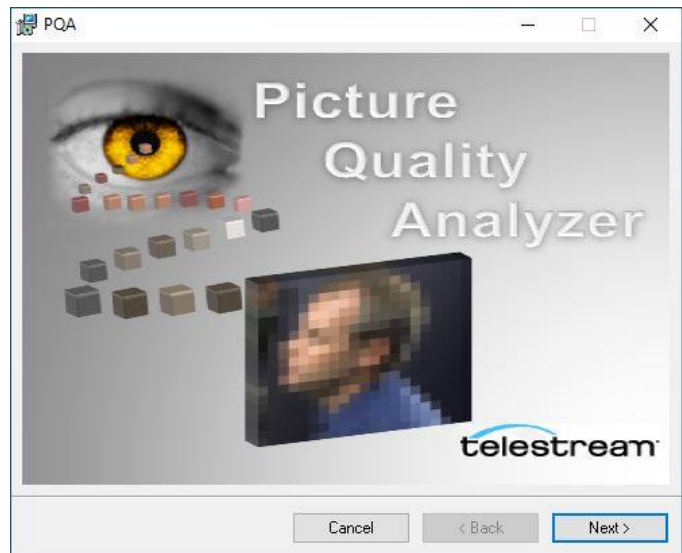 PQA
Picture
Quality
Analyzer
telestream
Cancel
< Back
Next >